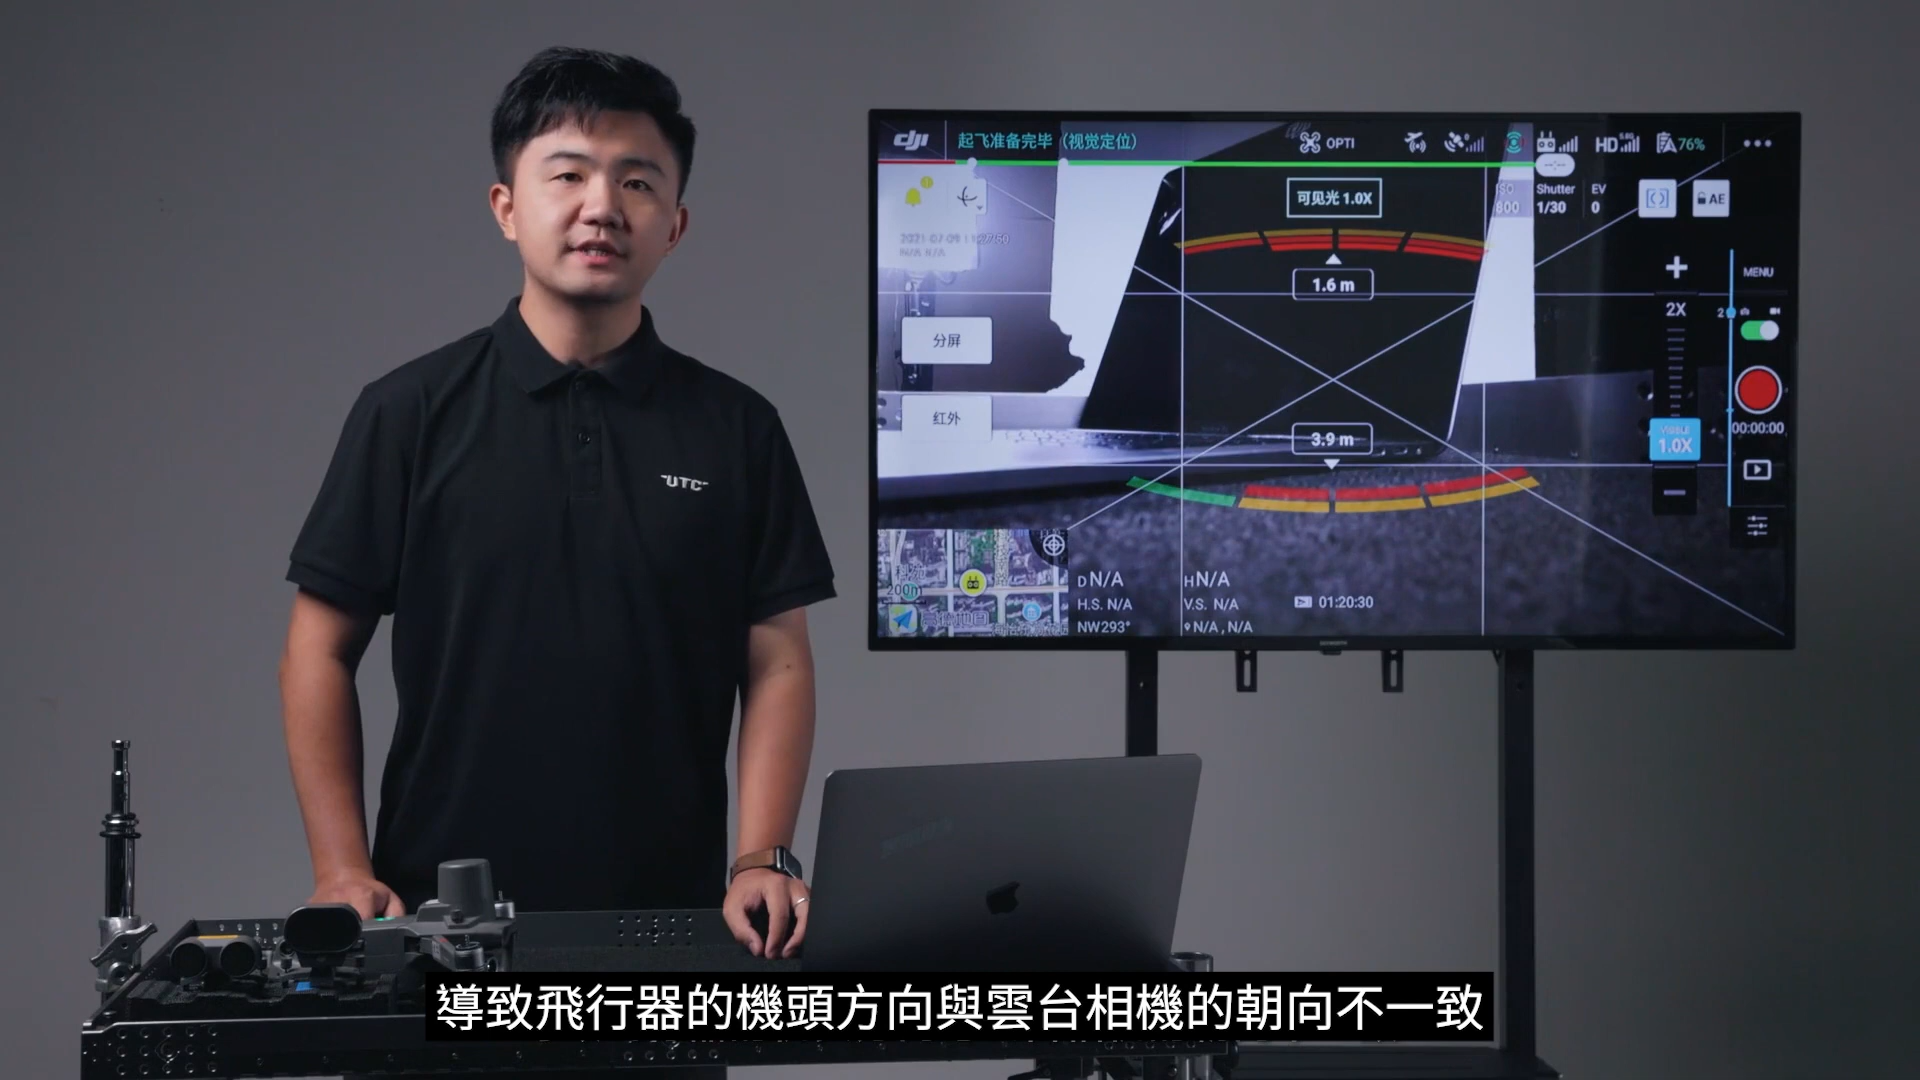 dji
起飞准备完毕（视觉定位）
OPTI
HD
76%
可见光 1.0X
ISO
800
Shutter
1/30
EV
0
AE
1.6 m
MENU
2X
分屏
红外
1.0X
00:00:00
3.9 m
UTC
200m
D N/A
H N/A
H.S. N/A
V.S. N/A
01:20:30
NW293°
N/A , N/A
導致飛行器的機頭方向與雲台相機的朝向不一致